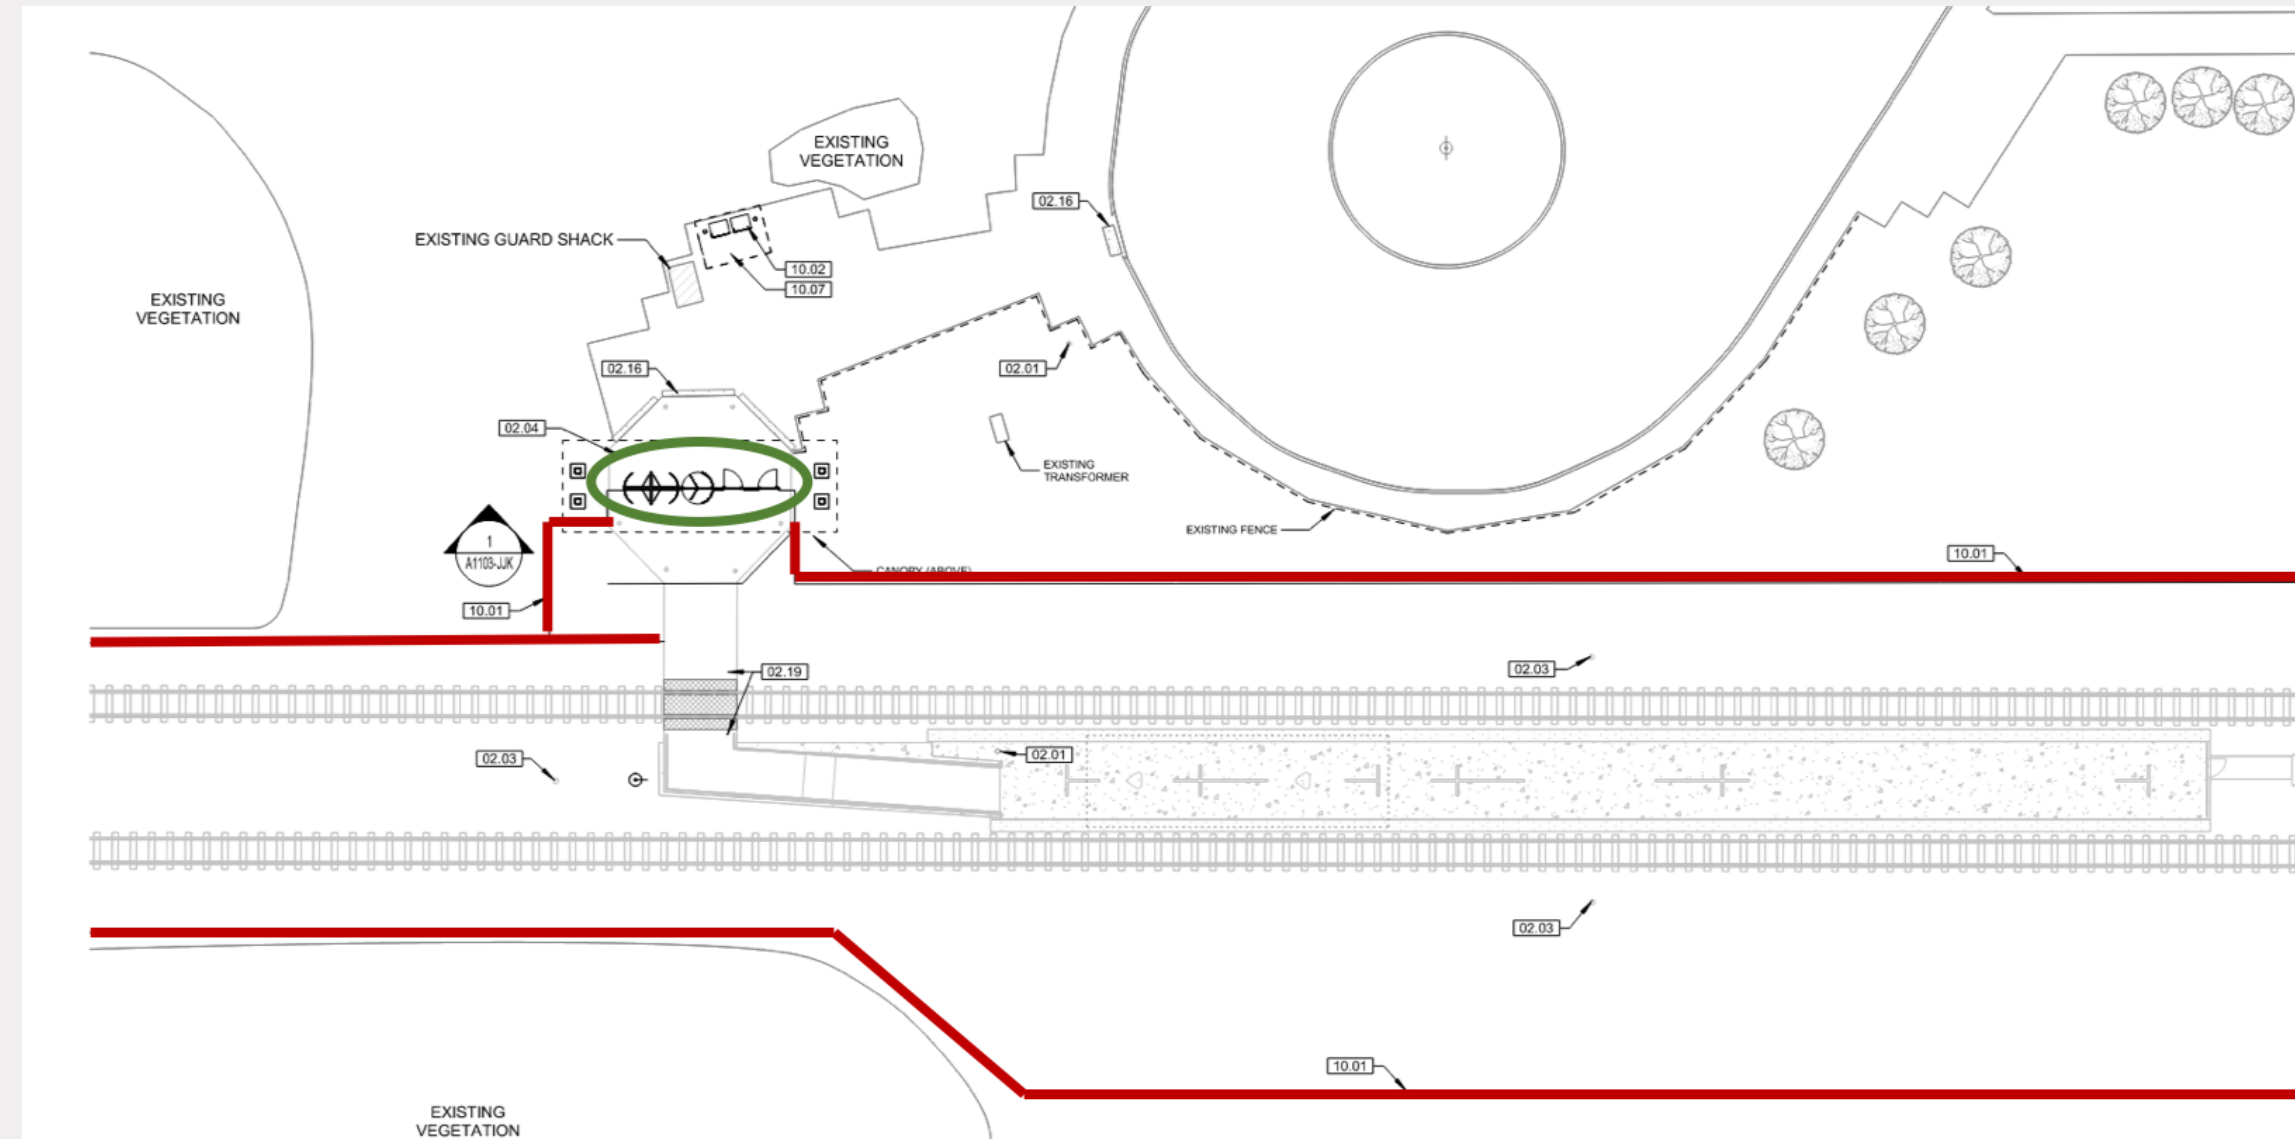 EXISTING
VEGETATION
02.16
EXISTING GUARD SHACK
10.02
10.07
EXISTING
VEGETATION
02.16
02.01
02.04
EXISTING
TRANSFORMER
EXISTING FENCE
1
A1103-JJK
CANOPY (ABOVE)
10.01
10.01
02.19
02.03
02.03
02.01
02.03
10.01
EXISTING
VEGETATION